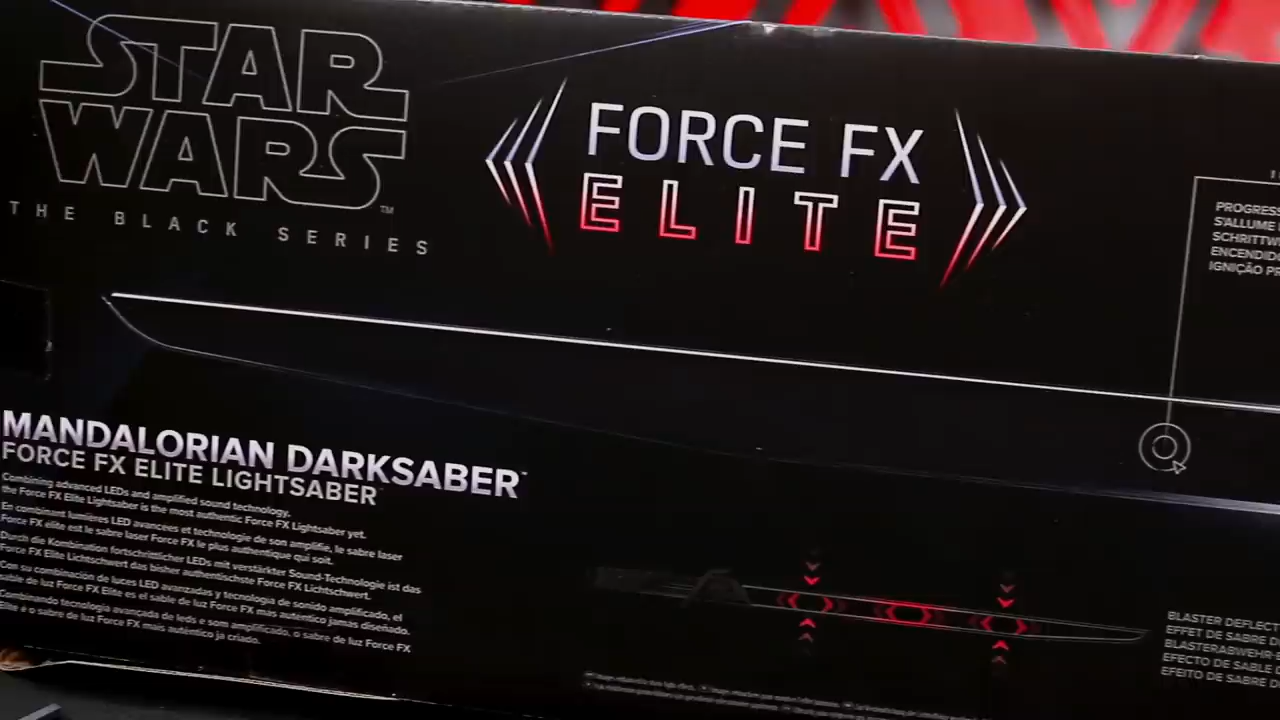 STAR
WARS™
THE BLACK SERIES
FORCE FX
ELITE
PROGRESS
S'ALLUME
SCHRITTW
ENCENDIDO
IGNIÇÃO PR
MANDALORIAN DARKSABER™
FORCE FX ELITE LIGHTSABER
Combining advanced LEDs and amplified sound technology,
the Force FX Elite Lightsaber is the most authentic Force FX Lightsaber yet.
En combinant lumières LED avancées et technologie de son amplifié, le sabre laser
Force FX élite est le sabre laser Force FX le plus authentique qui soit.
Durch die Kombination fortschrittlicher LEDs mit verstärkter Sound-Technologie ist das
Force FX Elite Lichtschwert das bisher authentischste Force FX Lichtschwert.
Con su combinación de luces LED avanzadas y tecnología de sonido amplificado, el
sable de luz Force FX Elite es el sable de luz Force FX más auténtico jamás diseñado.
Combinando tecnologia avançada de leds e som amplificado, o sabre de luz Force FX
Elite é o sabre de luz Force FX mais autêntico já criado.
BLASTER DEFLECT
EFFET DE SABRE D
BLASTERABWEHR-E
EFECTO DE SABLE D
EFEITO DE SABRE D